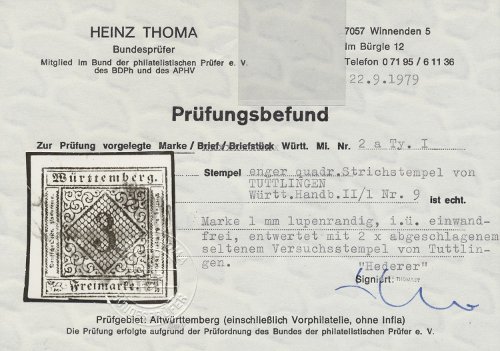 HEINZ THOMA
Bundesprüfer
Mitglied im Bund der philatelistischen Prüfer e. V.
des BDPh und des APHV
7057 Winnenden 5
Im Bürgle 12
Telefon 0 71 95 / 6 11 36
22.9.1979
Prüfungsbefund
Zur Prüfung vorgelegte Marke / Brief / Briefstück Württ. Mi. Nr. 2 a Ty. I
Stempel enger quadr.Strichstempel von
TUTTLINGEN
Württ.Handb.II/1 Nr. 9 ist echt.
Marke 1 mm lupenrandig, i.ü. einwand-
frei, entwertet mit 2 x abgeschlagenem
seltenem Versuchsstempel von Tuttlin-
gen. "Hederer"
Signiert: THOMA BP
Württemberg.
3
Freimarke.
Prüfgebiet: Altwürttemberg (einschließlich Vorphilatelie, ohne Infla)
Die Prüfung erfolgte aufgrund der Prüfordnung des Bundes der philatelistischen Prüfer e. V.